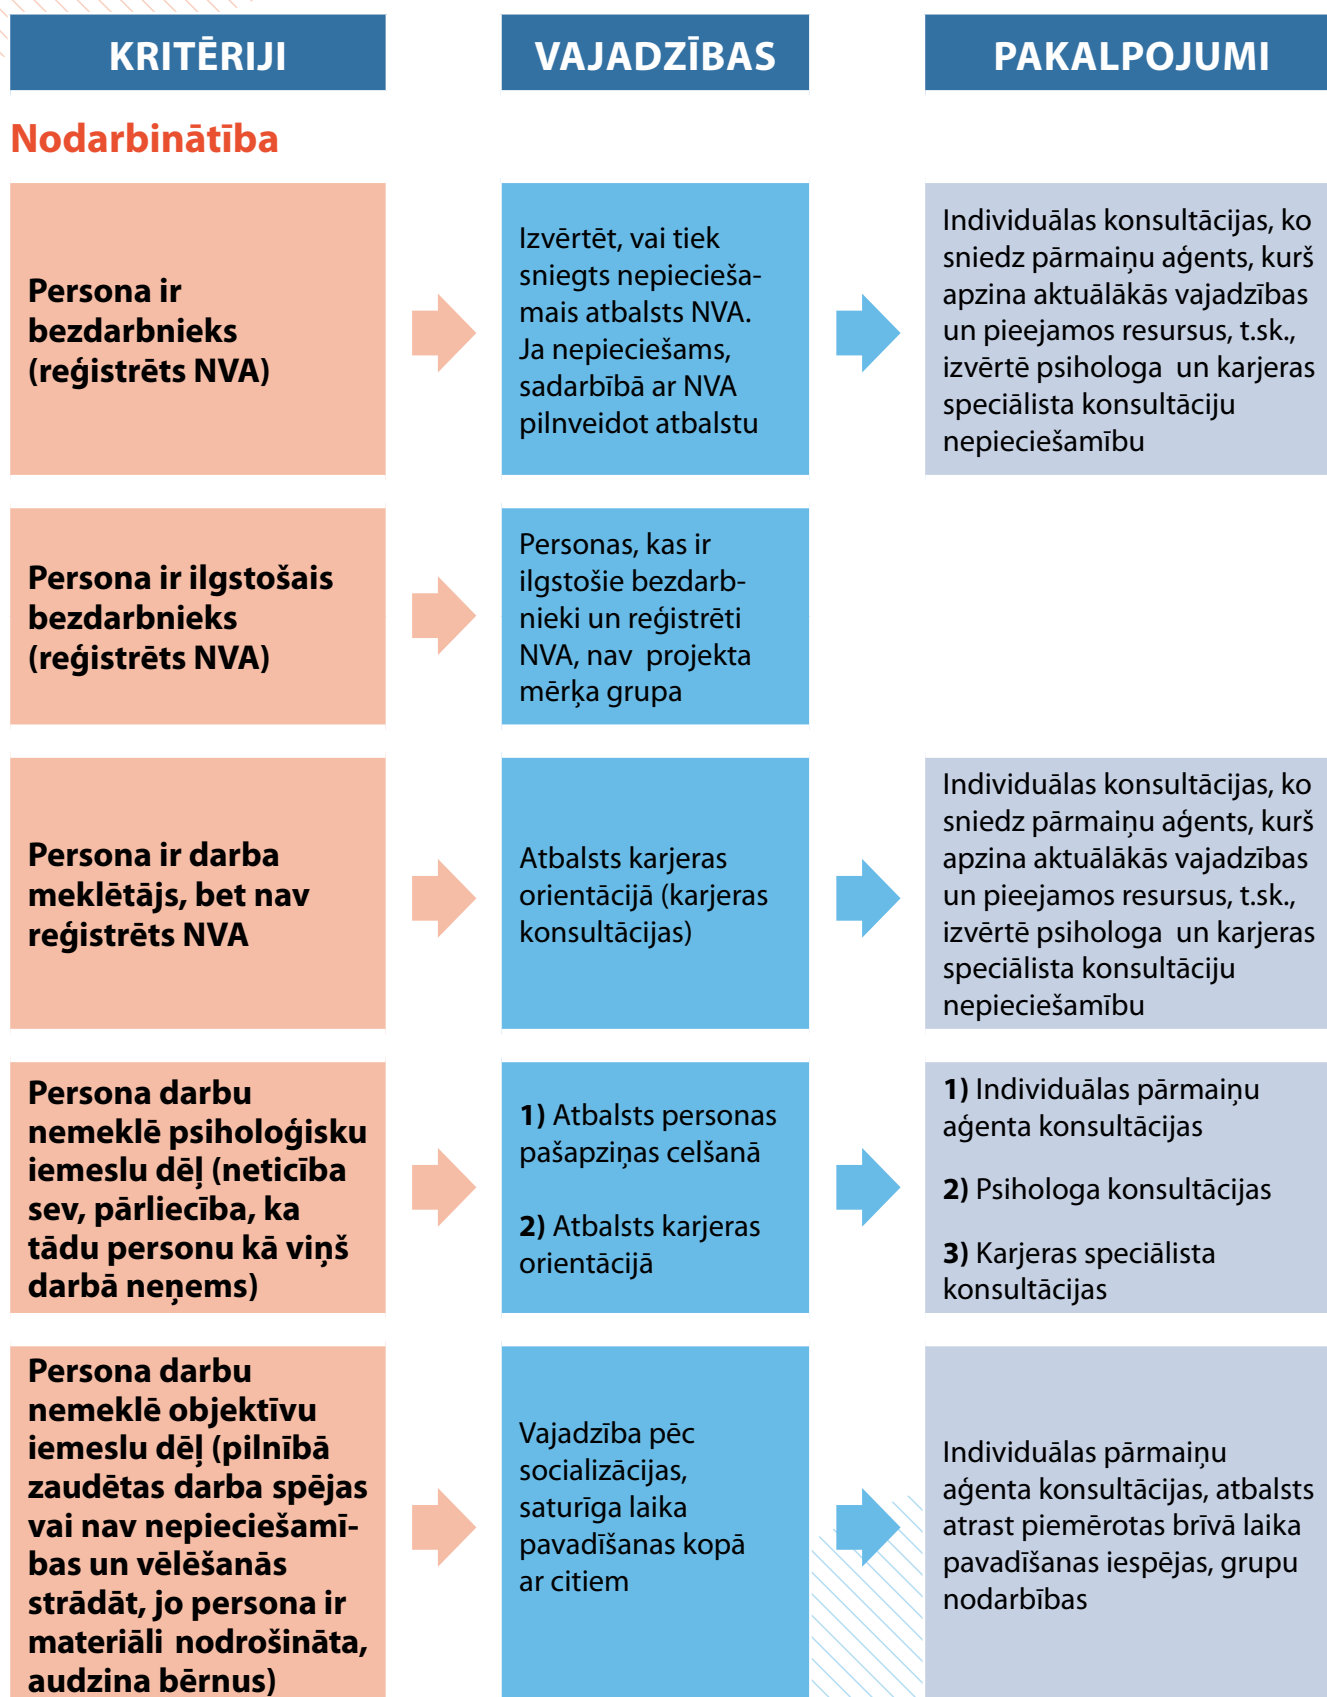 KRITĒRIJI
VAJADZĪBAS
PAKALPOJUMI
Nodarbinātība
Persona ir
bezdarbnieks
(reģistrēts NVA)
Izvērtēt, vai tiek
sniegts nepiecieša-
mais atbalsts NVA.
Ja nepieciešams,
sadarbībā ar NVA
pilnveidot atbalstu
Individuālas konsultācijas, ko
sniedz pārmaiņu aģents, kurš
apzina aktuālākās vajadzības
un pieejamos resursus, t.sk.,
izvērtē psihologa un karjeras
speciālista konsultāciju
nepieciešamību
Persona ir ilgstošais
bezdarbnieks
(reģistrēts NVA)
Personas, kas ir
ilgstošie bezdarb-
nieki un reģistrēti
NVA, nav projekta
mērķa grupa
Persona ir darba
meklētājs, bet nav
reģistrēts NVA
Atbalsts karjeras
orientācijā (karjeras
konsultācijas)
Individuālas konsultācijas, ko
sniedz pārmaiņu aģents, kurš
apzina aktuālākās vajadzības
un pieejamos resursus, t.sk.,
izvērtē psihologa un karjeras
speciālista konsultāciju
nepieciešamību
Persona darbu
nemeklē psiholoģisku
iemeslu dēļ (neticība
sev, pārliecība, ka
tādu personu kā viņš
darbā neņems)
1) Atbalsts personas
pašapziņas celšanā
2) Atbalsts karjeras
orientācijā
1) Individuālas pārmaiņu
aģenta konsultācijas
2) Psihologa konsultācijas
3) Karjeras speciālista
konsultācijas
Persona darbu
nemeklē objektīvu
iemeslu dēļ (pilnībā
zaudētas darba spējas
vai nav nepieciešamī-
bas un vēlēšanās
strādāt, jo persona ir
materiāli nodrošināta,
audzina bērnus)
Vajadzība pēc
socializācijas,
saturīga laika
pavadīšanas kopā
ar citiem
Individuālas pārmaiņu
aģenta konsultācijas, atbalsts
atrast piemērotas brīvā laika
pavadīšanas iespējas, grupu
nodarbības